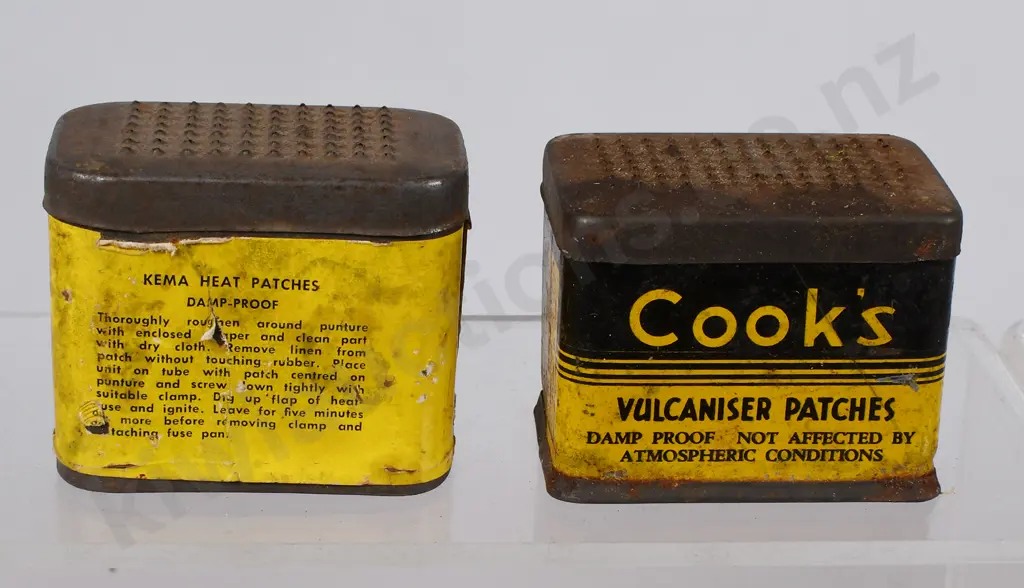 KEMA HEAT PATCHES
DAMP-PROOF
Thoroughly roughen around punture
with enclosed paper and clean part
with dry cloth. Remove linen from
patch without touching rubber. Place
unit on tube with patch centred on
punture and screw down tightly with
suitable clamp. Dig up flap of heat
fuse and ignite. Leave for five minutes
more before removing clamp and
taching fuse pan.
Cook's
VULCANISER PATCHES
DAMP PROOF NOT AFFECTED BY
ATMOSPHERIC CONDITIONS